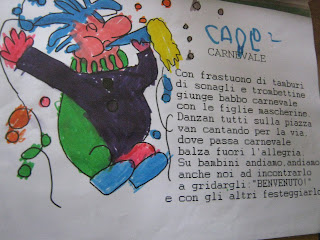 CARNEVALE
Con frastuono di tamburi
di sonagli e trombettine
giunge babbo carnevale
con le figlie mascherine.
Danzan tutti sulla piazza
van cantando per la via.
dove passa carnevale
balza fuori l'allegria.
Su bambini andiamo,andiamo
anche noi ad incontrarlo
a gridargli:"BENVENUTO!"
e con gli altri festeggiarlo